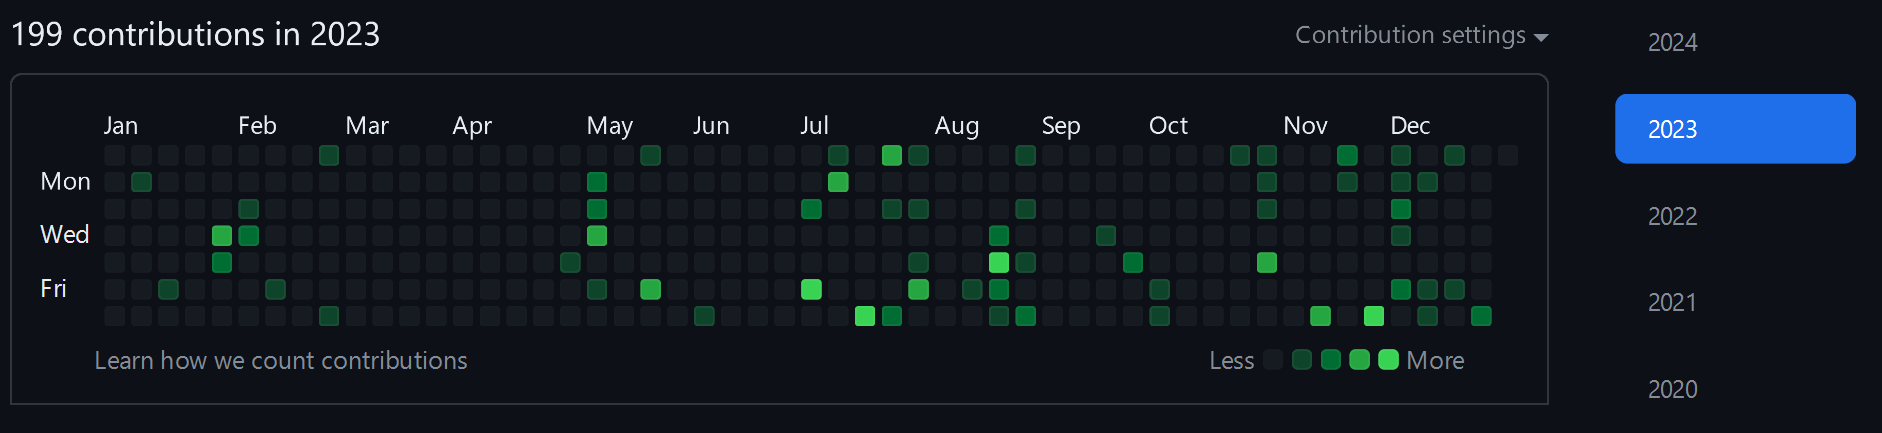 199 contributions in 2023
Contribution settings
Jan Feb Mar Apr May Jun Jul Aug Sep Oct Nov Dec
Mon
Wed
Fri
Learn how we count contributions
Less More
2024
2023
2022
2021
2020